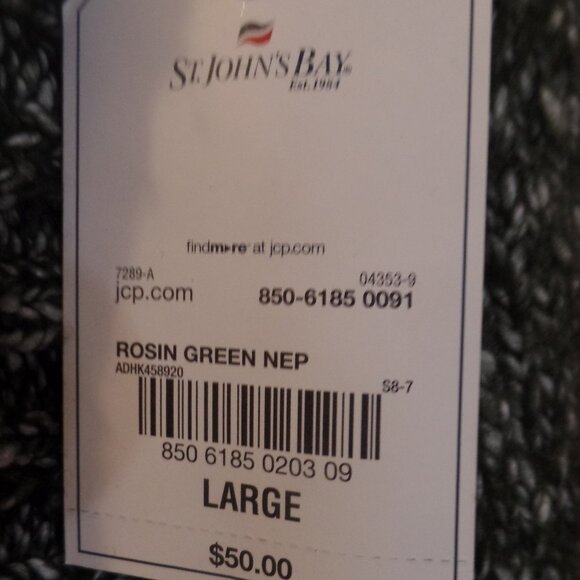 ST. JOHN'S BAY®
Est. 1984
findmore at jcp.com
7289-A 04353-9
jcp.com 850-6185 0091
ROSIN GREEN NEP
ADHK458920 S8-7
850 6185 0203 09
LARGE
$50.00